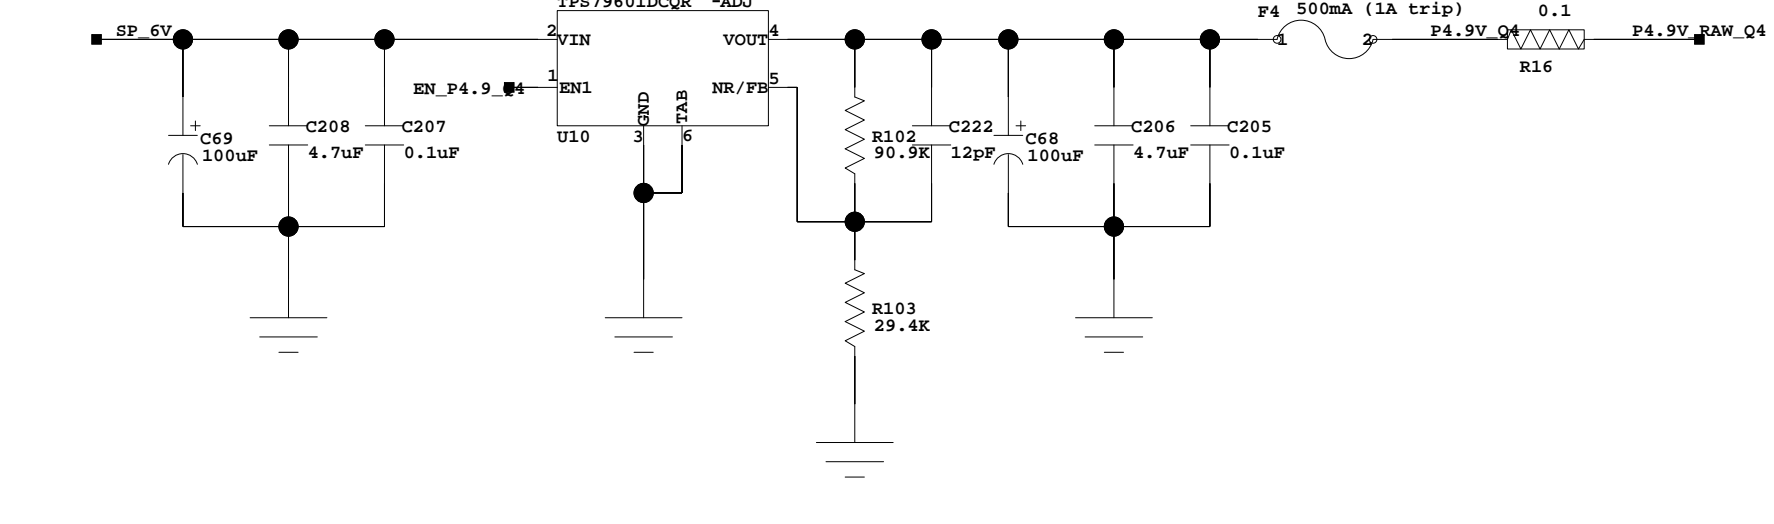 TPS79601DCQR -ADJ
F4 500mA (1A trip)
0.1
SP_6V
2 VIN
VOUT 4
1 2
P4.9V_Q4
P4.9V_RAW_Q4
R16
EN_P4.9_Q4
1 EN1
NR/FB 5
GND
TAB
U10
3
6
+ C69
100uF
C208
4.7uF
C207
0.1uF
R102
90.9K
C222
12pF
+ C68
100uF
C206
4.7uF
C205
0.1uF
R103
29.4K